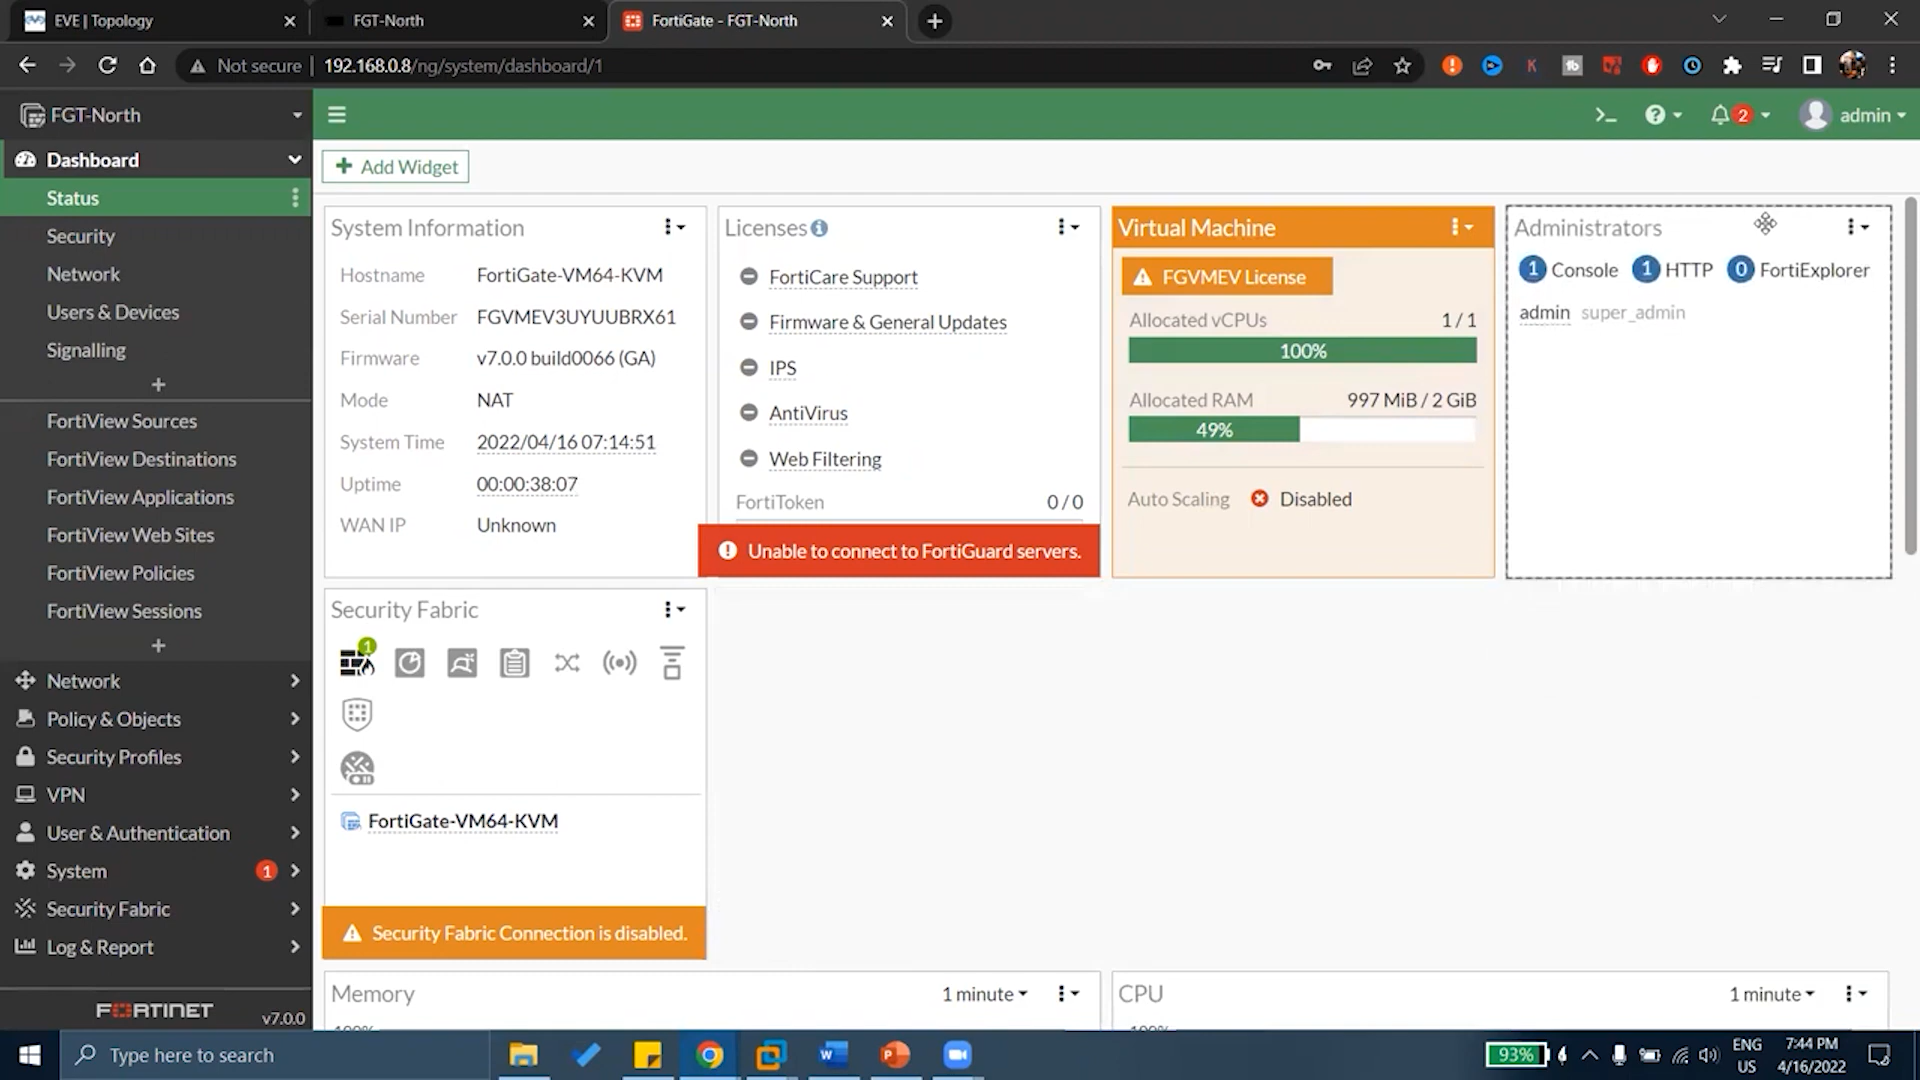 EVE | Topology
FGT-North
FortiGate - FGT-North
Not secure
192.168.0.8/ng/system/dashboard/1
FGT-North
2
admin
Dashboard
Status
Security
Network
Users & Devices
Signalling
FortiView Sources
FortiView Destinations
FortiView Applications
FortiView Web Sites
FortiView Policies
FortiView Sessions
Network
Policy & Objects
Security Profiles
VPN
User & Authentication
System 1
Security Fabric
Log & Report
FORTINET v7.0.0
Add Widget
System Information
Hostname FortiGate-VM64-KVM
Serial Number FGVMEV3UYUUBRX61
Firmware v7.0.0 build0066 (GA)
Mode NAT
System Time 2022/04/16 07:14:51
Uptime 00:00:38:07
WAN IP Unknown
Licenses
FortiCare Support
Firmware & General Updates
IPS
AntiVirus
Web Filtering
FortiToken 0 / 0
Unable to connect to FortiGuard servers.
Virtual Machine
FGVMEV License
Allocated vCPUs 1 / 1
100%
Allocated RAM 997 MiB / 2 GiB
49%
Auto Scaling Disabled
Administrators
1 Console 1 HTTP 0 FortiExplorer
admin super_admin
Security Fabric
1
FortiGate-VM64-KVM
Security Fabric Connection is disabled.
Memory 1 minute
100%
CPU 1 minute
100%
Type here to search
93%
ENG
US
7:44 PM
4/16/2022